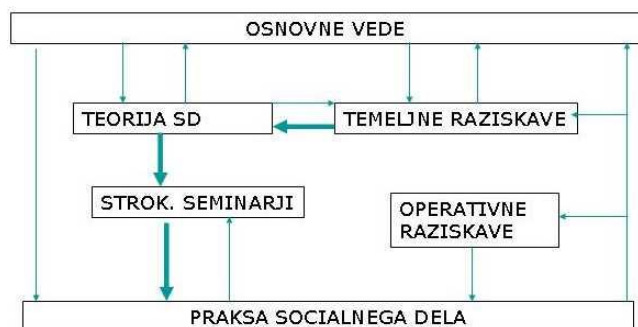 OSNOVNE VEDE
TEORIJA SD
TEMELJNE RAZISKAVE
STROK. SEMINARJI
OPERATIVNE
RAZISKAVE
PRAKSA SOCIALNEGA DELA